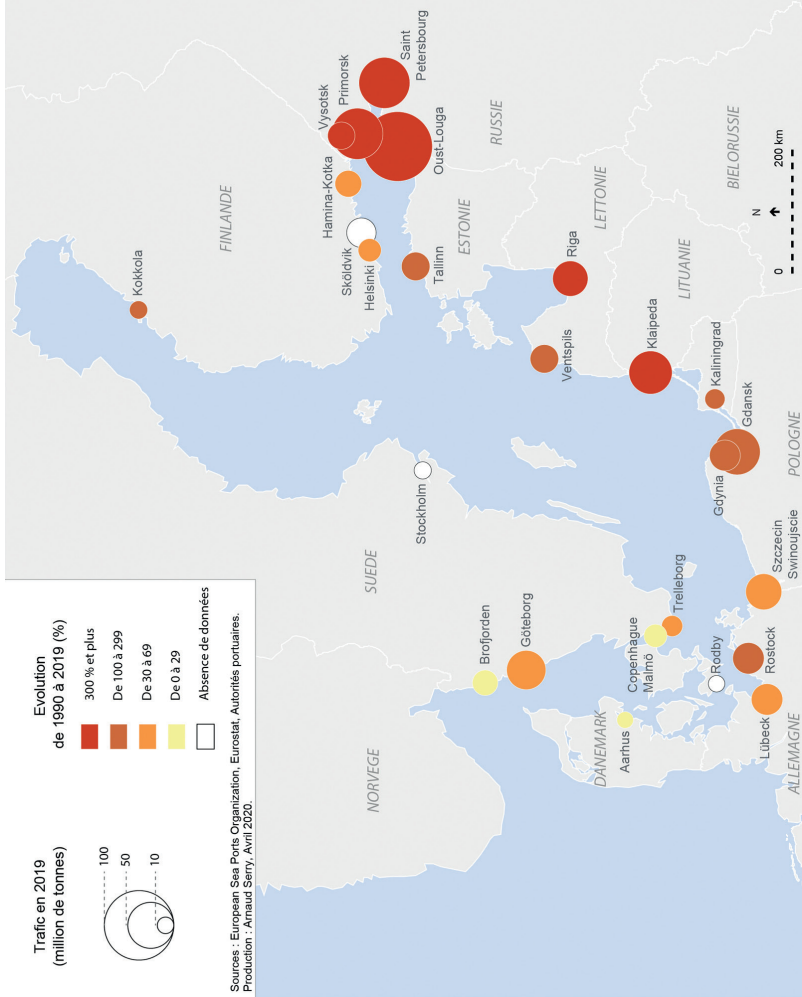 Trafic en 2019
(million de tonnes)
100
50
10
Evolution
de 1990 à 2019 (%)
300 % et plus
De 100 à 299
De 30 à 69
De 0 à 29
Absence de données
Sources : European Sea Ports Organization, Eurostat, Autorités portuaires.
Production : Arnaud Serry, Avril 2020.
NORVEGE
SUEDE
FINLANDE
RUSSIE
ESTONIE
LETTONIE
LITUANIE
BIELORUSSIE
POLOGNE
ALLEMAGNE
DANEMARK
Kokkola
Vysotsk
Primorsk
Saint
Petersbourg
Oust-Louga
Hamina-Kotka
Sköldvik
Helsinki
Tallinn
Stockholm
Riga
Ventspils
Klaipeda
Kaliningrad
Gdansk
Gdynia
Szczecin
Swinoujscie
Brofjorden
Göteborg
Copenhague
Malmö
Trelleborg
Aarhus
Rodby
Rostock
Lübeck
N
0
200 km